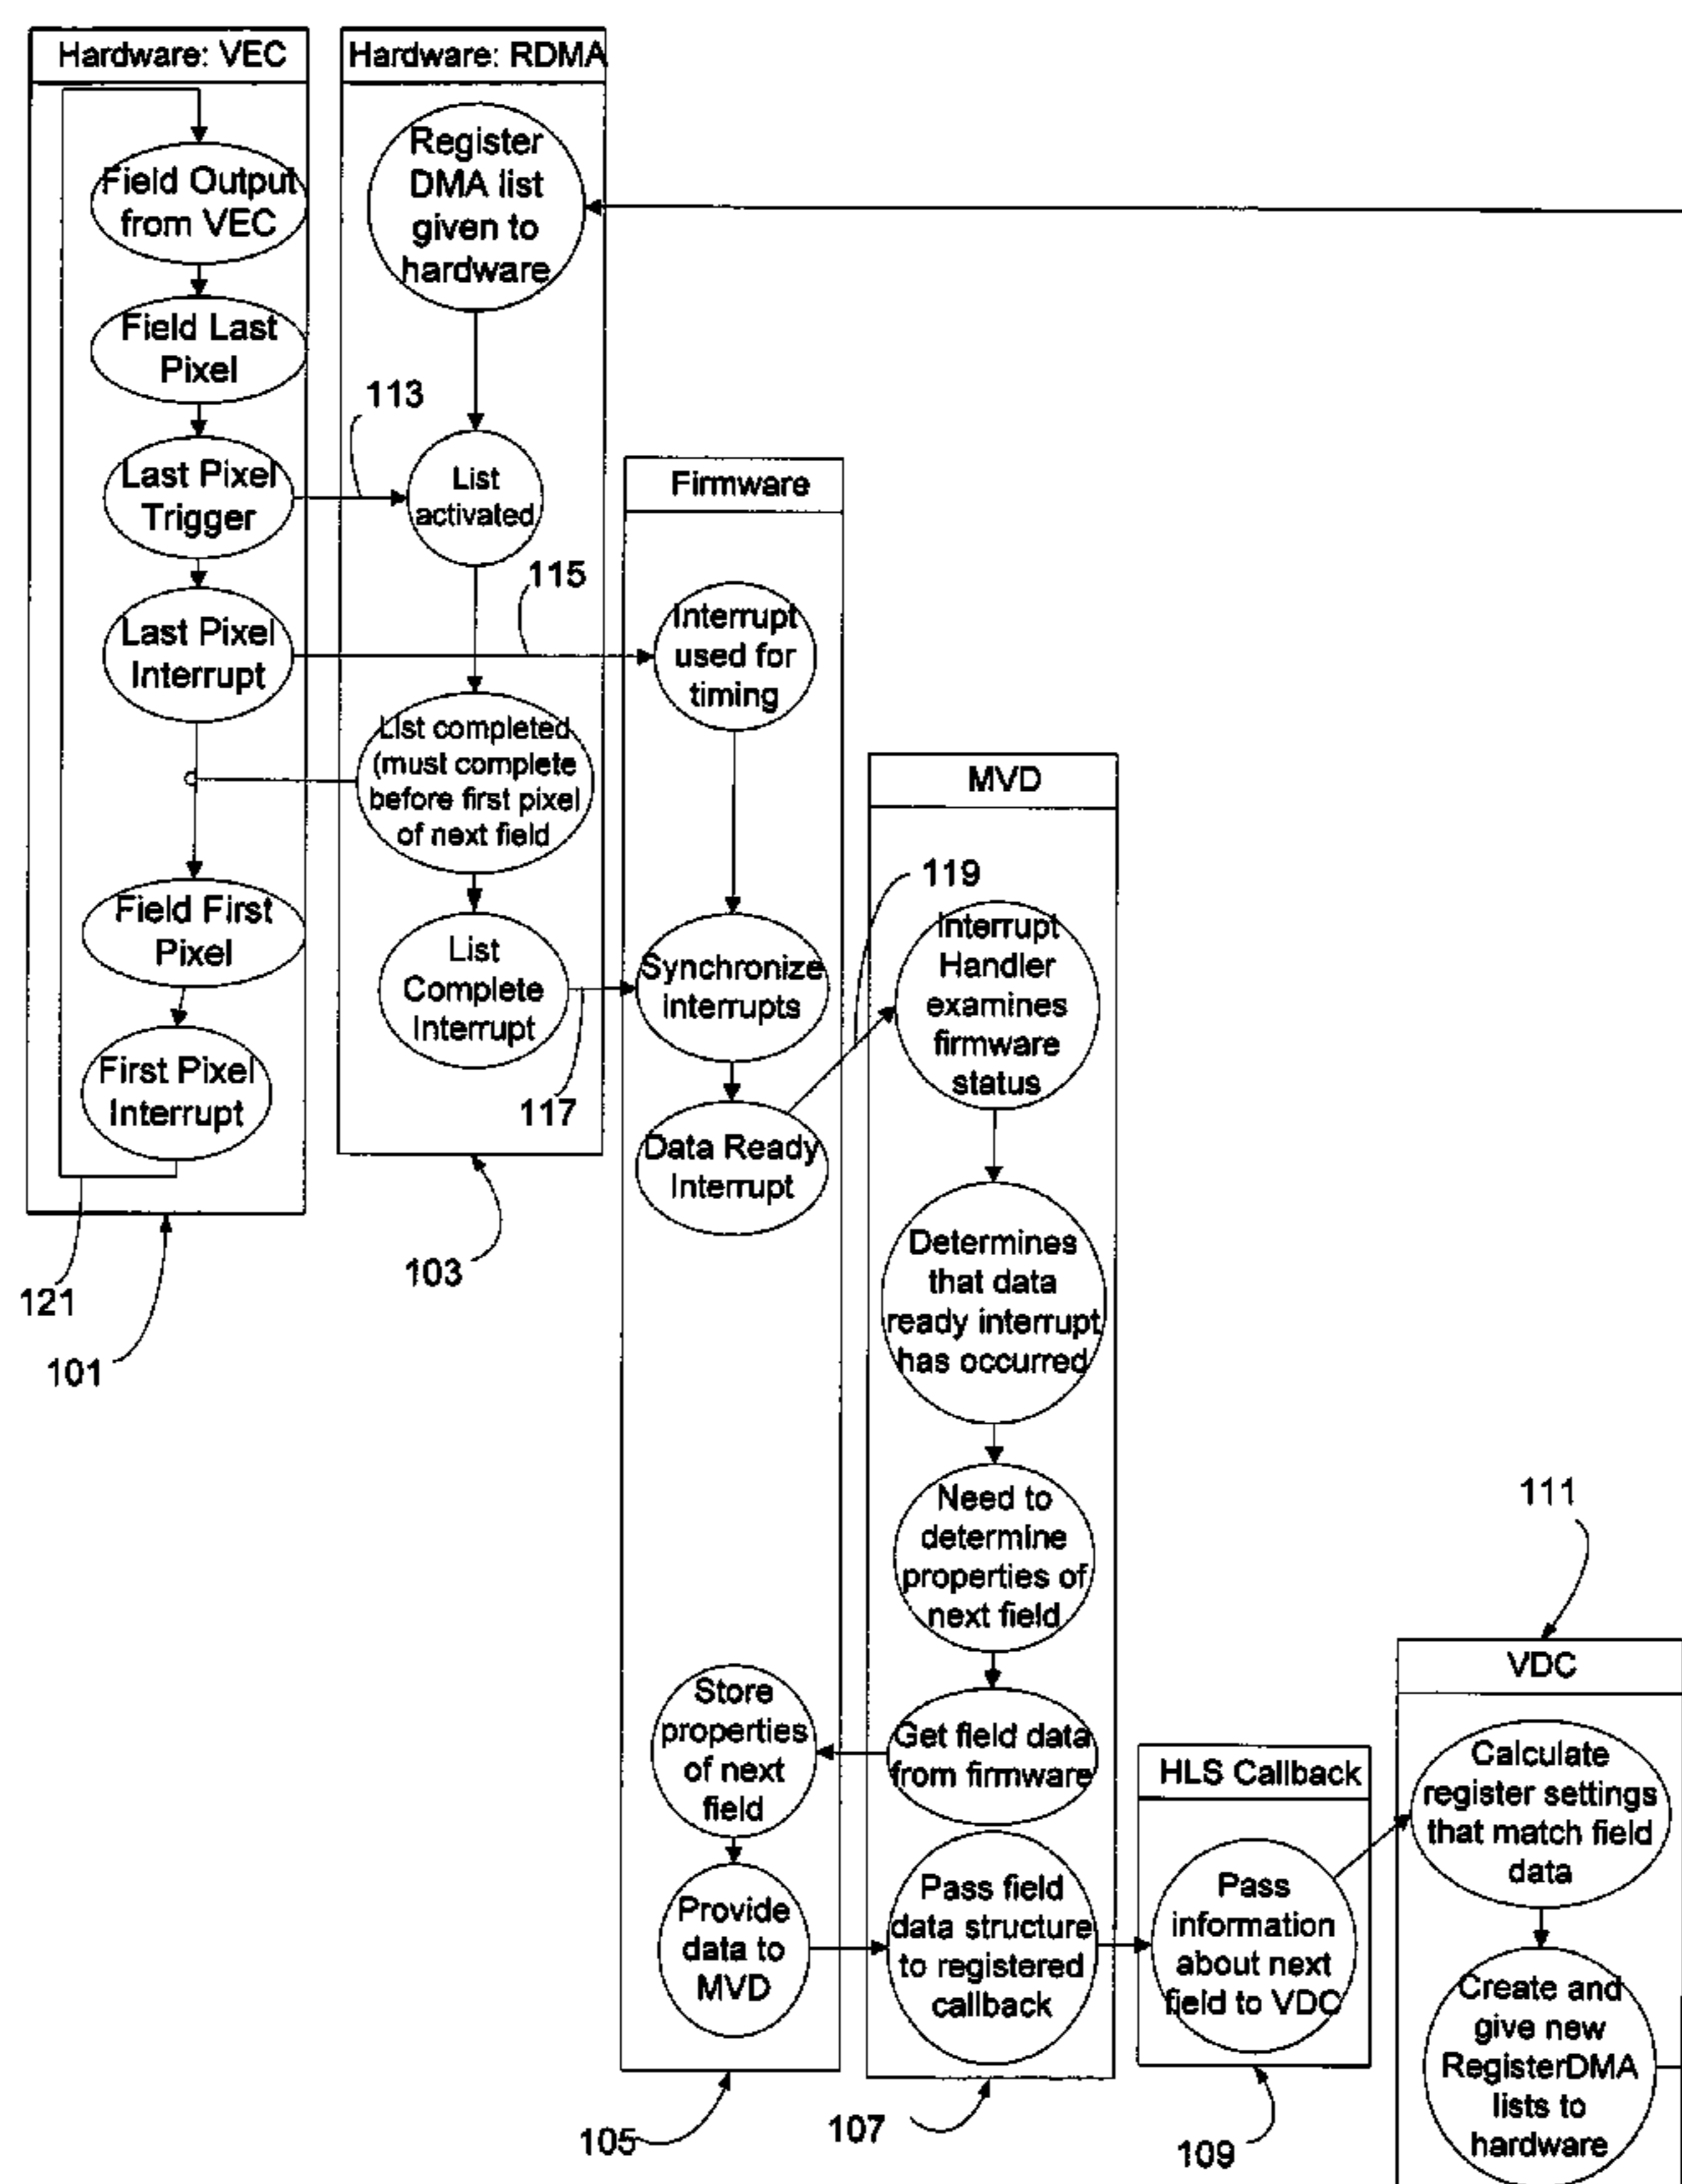 Hardware: VEC
Field Output
from VEC
Field Last
Pixel
Last Pixel
Trigger
Last Pixel
Interrupt
Field First
Pixel
First Pixel
Interrupt
121
101
Hardware: RDMA
Register
DMA list
given to
hardware
113
List
activated
115
List completed
(must complete
before first pixel
of next field
List
Complete
Interrupt
117
103
Firmware
Interrupt
used for
timing
Synchronize
interrupts
Data Ready
Interrupt
Store
properties
of next
field
Provide
data to
MVD
105
MVD
119
Interrupt
Handler
examines
firmware
status
Determines
that data
ready interrupt
has occurred
Need to
determine
properties of
next field
Get field data
from firmware
Pass field
data structure
to registered
callback
107
HLS Callback
Pass
information
about next
field to VDC
109
111
VDC
Calculate
register settings
that match field
data
Create and
give new
RegisterDMA
lists to
hardware